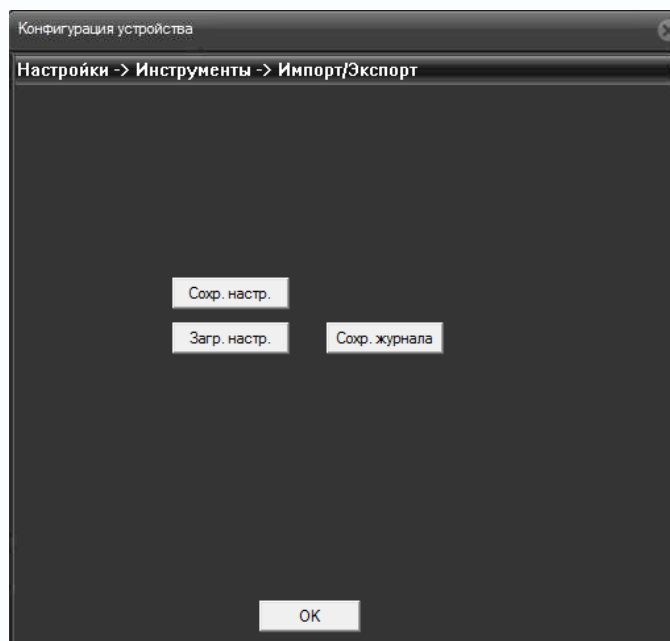 Конфигурация устройства
Настройки -> Инструменты -> Импорт/Экспорт
Сохр. настр.
Загр. настр. Сохр. журнала
OK